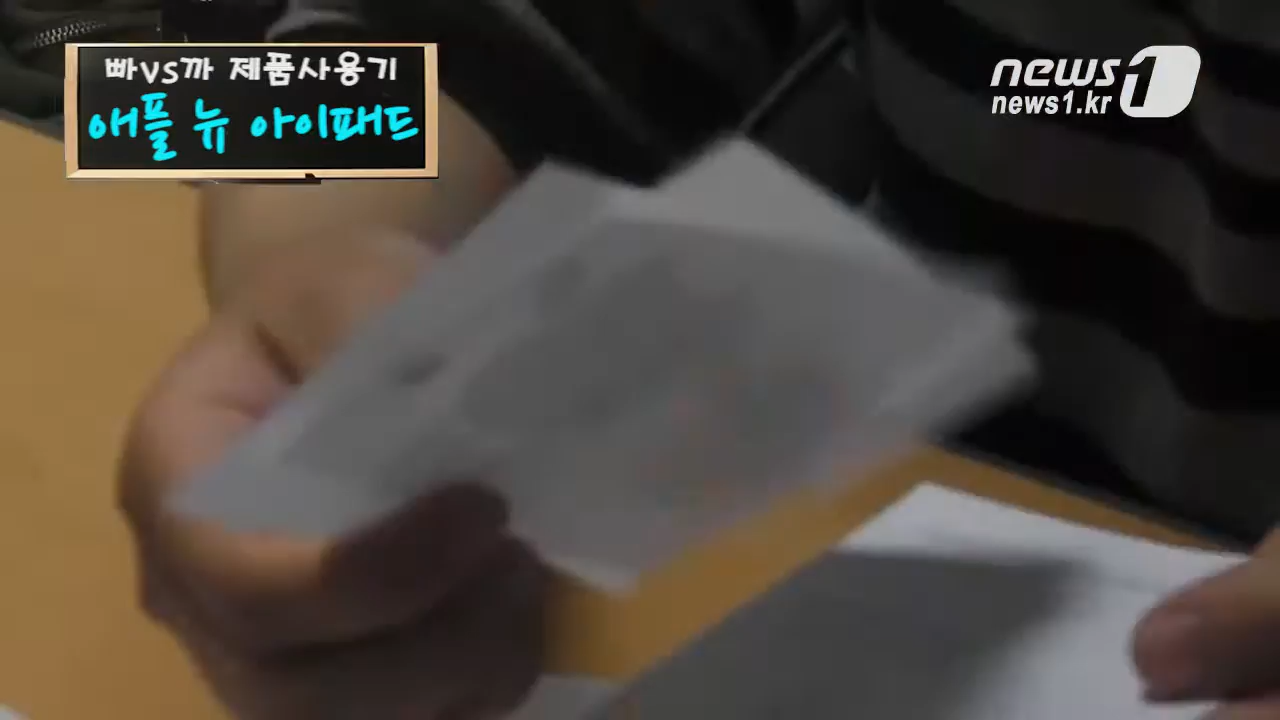 빠vs까 제품사용기
애플 뉴 아이패드
news1
news1.kr